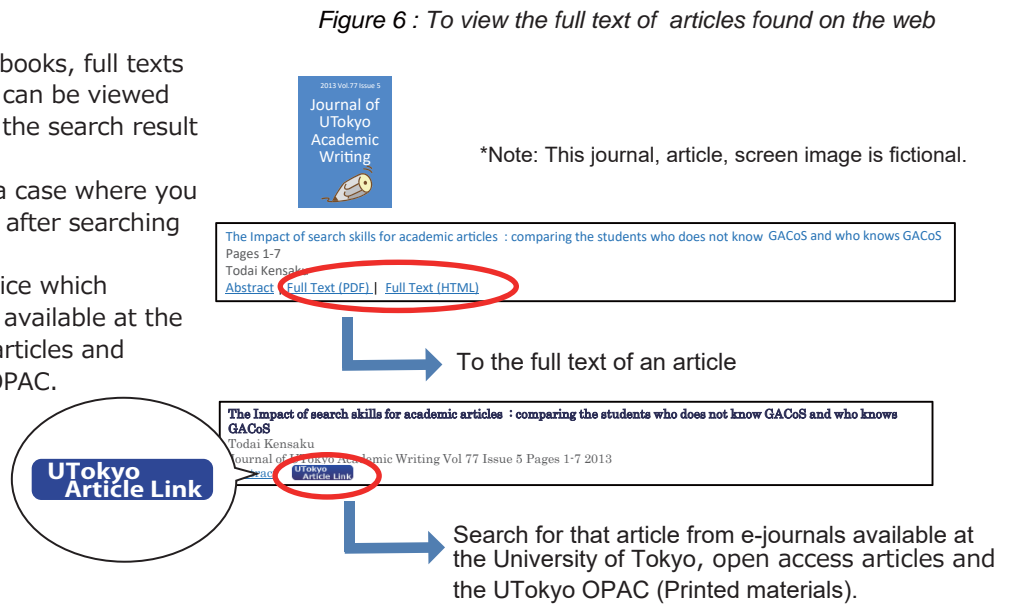 Figure 6 : To view the full text of articles found on the web
books, full texts
can be viewed
the search result
a case where you
after searching
ice which
available at the
articles and
OPAC.
2013 Vol.77 Issue 5
Journal of
UTokyo
Academic
Writing
*Note: This journal, article, screen image is fictional.
The Impact of search skills for academic articles : comparing the students who does not know GACoS and who knows GACoS
Pages 1-7
Todai Kensaku
Abstract | Full Text (PDF) | Full Text (HTML)
To the full text of an article
The Impact of search skills for academic articles : comparing the students who does not know GACoS and who knows
GACoS
Todai Kensaku
Journal of UTokyo Academic Writing Vol 77 Issue 5 Pages 1-7 2013
UTokyo
Article Link
UTokyo
Article Link
Search for that article from e-journals available at
the University of Tokyo, open access articles and
the UTokyo OPAC (Printed materials).